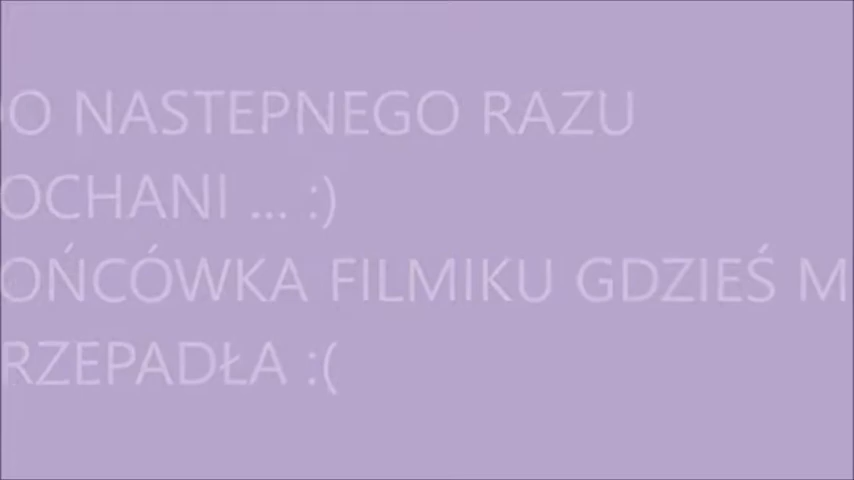 O NASTEPNEGO RAZU
OCHANI ... :)
OŃCÓWKA FILMIKU GDZIEŚ M
RZEPADŁA :(